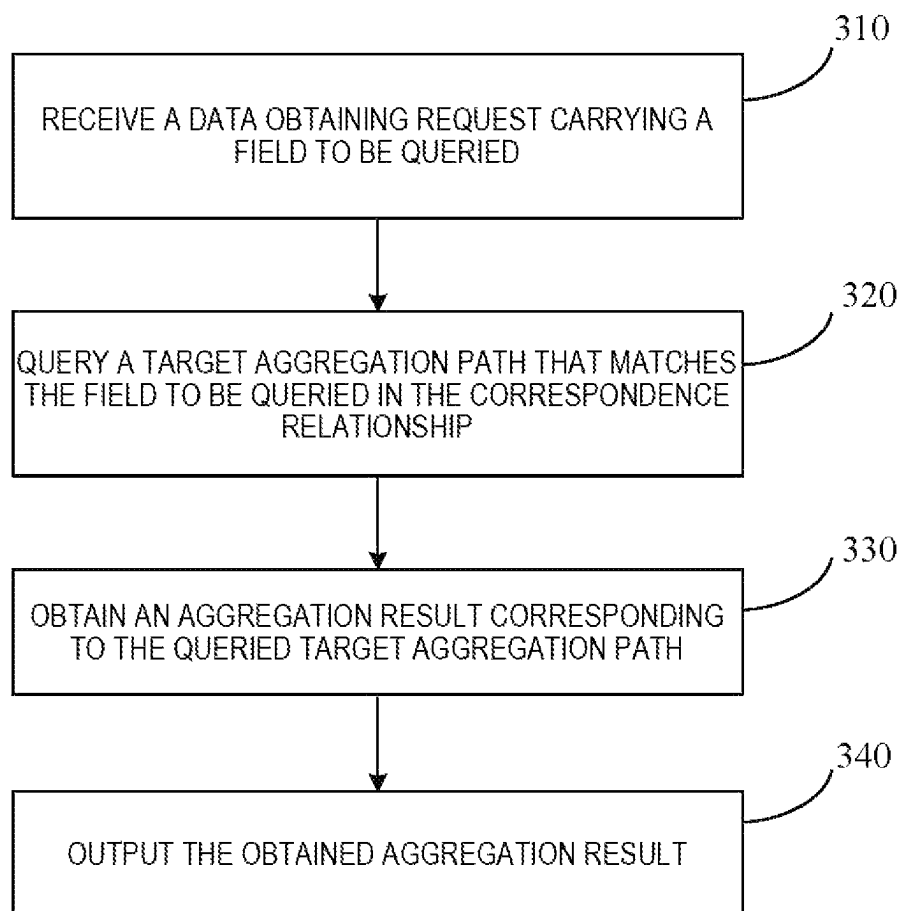 310
RECEIVE A DATA OBTAINING REQUEST CARRYING A
FIELD TO BE QUERIED
320
QUERY A TARGET AGGREGATION PATH THAT MATCHES
THE FIELD TO BE QUERIED IN THE CORRESPONDENCE
RELATIONSHIP
330
OBTAIN AN AGGREGATION RESULT CORRESPONDING
TO THE QUERIED TARGET AGGREGATION PATH
340
OUTPUT THE OBTAINED AGGREGATION RESULT